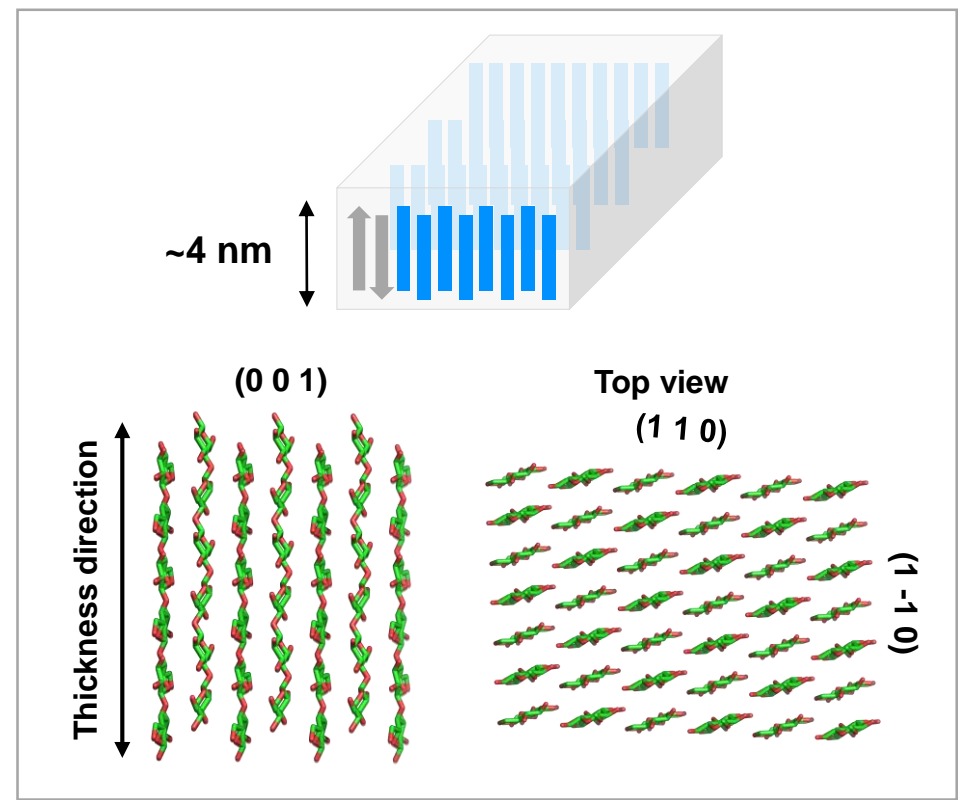 ~4 nm
(0 0 1)
Top view
(1 1 0)
Thickness direction
(1 -1 0)